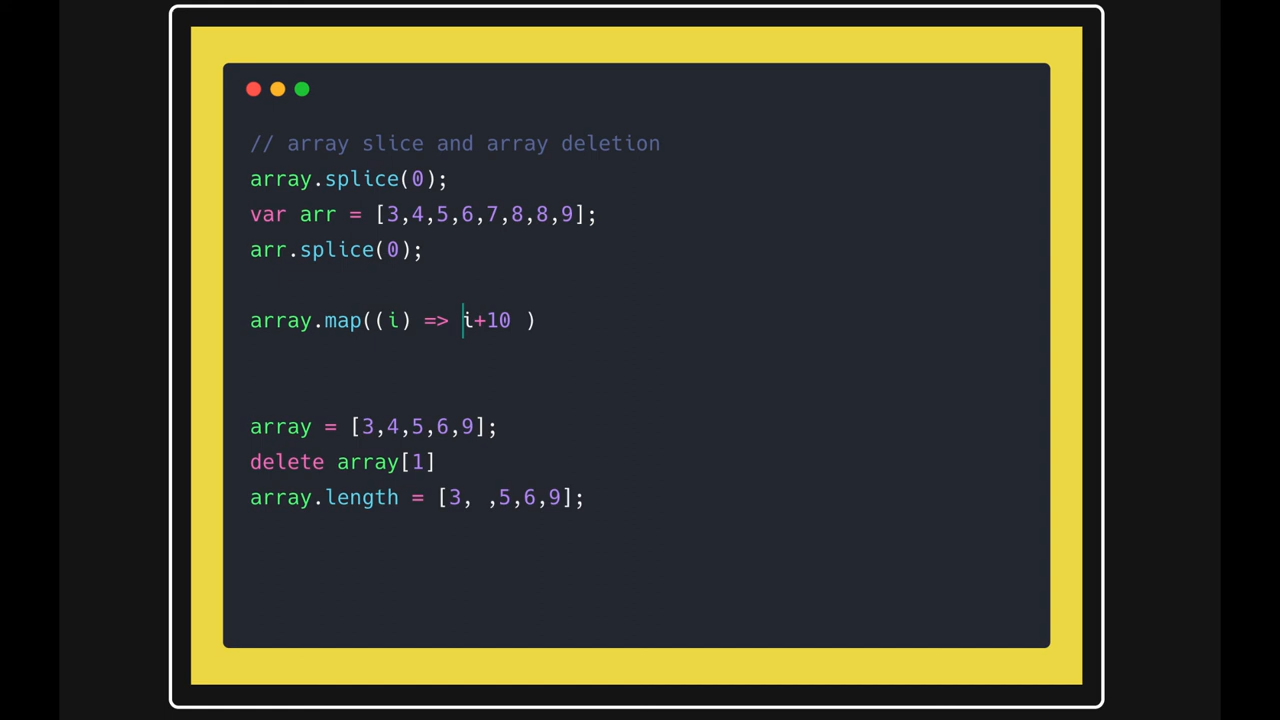 // array slice and array deletion
array.splice(0);
var arr = [3,4,5,6,7,8,8,9];
arr.splice(0);
array.map((i) => i+10 )
array = [3,4,5,6,9];
delete array[1]
array.length = [3, ,5,6,9];